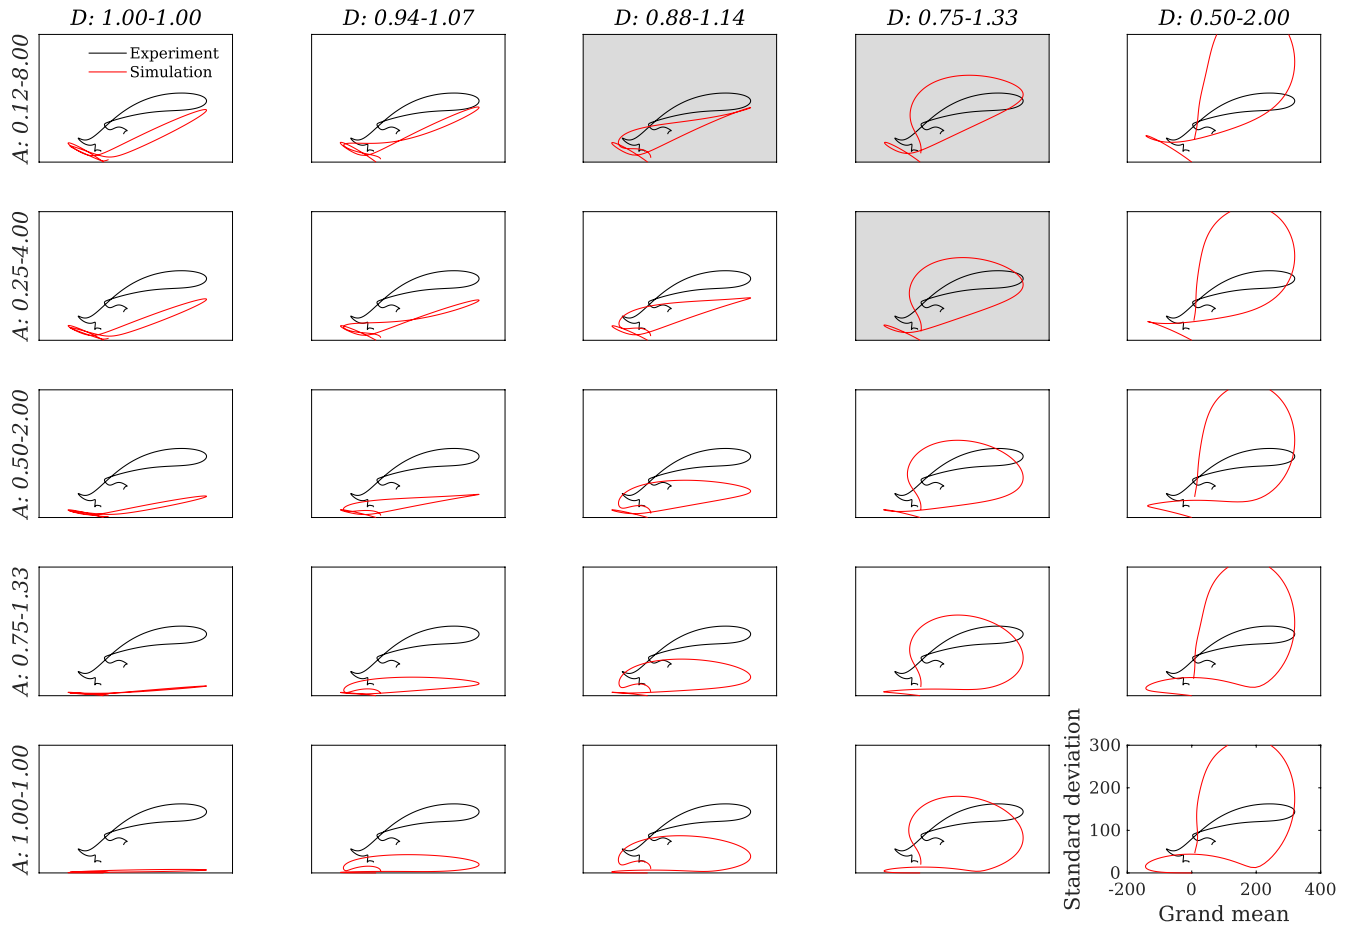 D: 1.00-1.00
D: 0.94-1.07
D: 0.88-1.14
D: 0.75-1.33
D: 0.50-2.00
A: 0.12-8.00
Experiment
Simulation
A: 0.25-4.00
A: 0.50-2.00
A: 0.75-1.33
A: 1.00-1.00
Standard deviation
300
200
100
0
-200
0
200
400
Grand mean